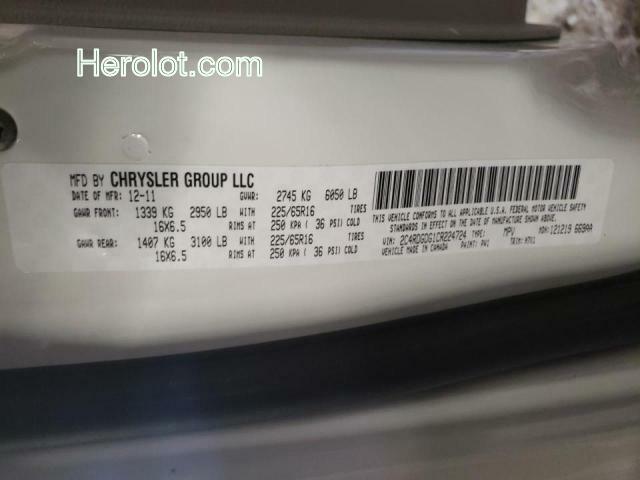 Herolot.com
MFD BY CHRYSLER GROUP LLC
DATE OF MFR: 12-11 GVWR: 2745 KG 6050 LB
GAWR FRONT: 1339 KG 2950 LB WITH 225/65R16 TIRES
16X6.5 RIMS AT 250 KPA ( 36 PSI) COLD
GAWR REAR: 1407 KG 3100 LB WITH 225/65R16 TIRES
16X6.5 RIMS AT 250 KPA ( 36 PSI) COLD
THIS VEHICLE CONFORMS TO ALL APPLICABLE U.S.A. FEDERAL MOTOR VEHICLE SAFETY
STANDARDS IN EFFECT ON THE DATE OF MANUFACTURE SHOWN ABOVE.
VIN: 2C4RDGDG1CR224724 TYPE: MPV MDH: 121219 669AA
VEHICLE MADE IN CANADA PAINT: PW1 TRIM: